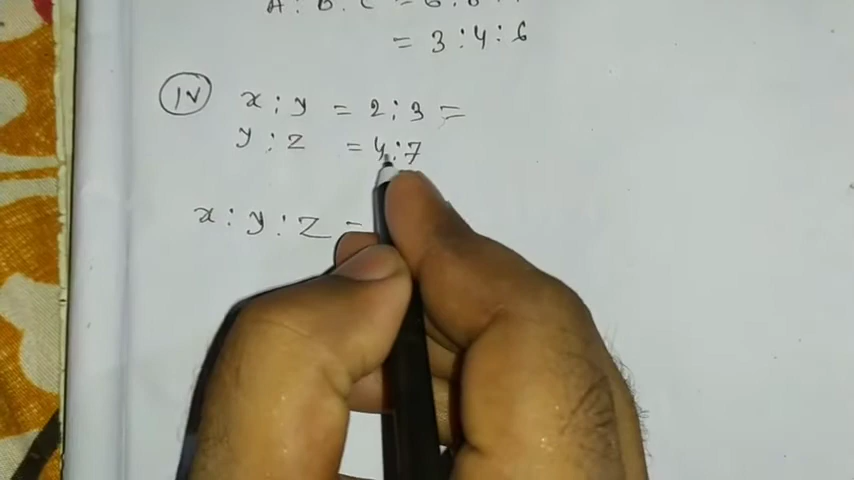 = 3 : 4 : 6
IV x : y = 2 : 3 =
y : z = 4 : 7
x : y : z =